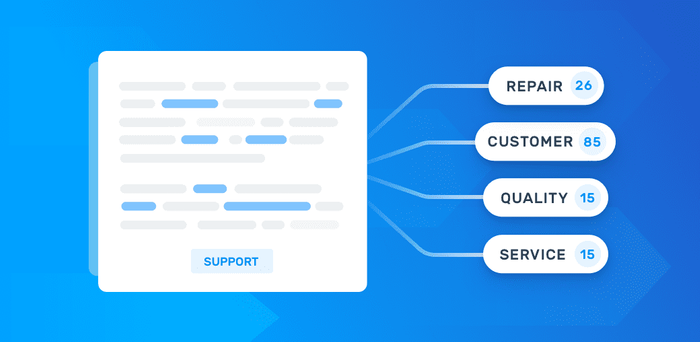 REPAIR 26
CUSTOMER 85
QUALITY 15
SERVICE 15
SUPPORT